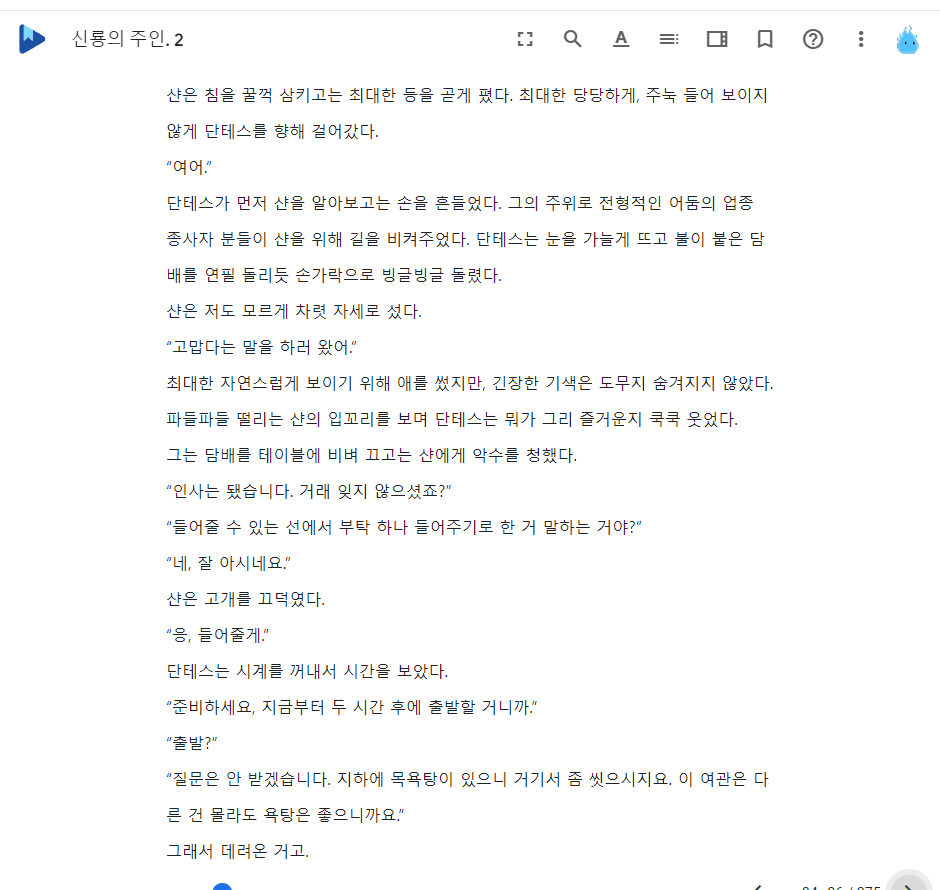 신룡의 주인. 2
샨은 침을 꿀꺽 삼키고는 최대한 등을 곧게 폈다. 최대한 당당하게, 주눅 들어 보이지
않게 단테스를 향해 걸어갔다.
“여어.”
단테스가 먼저 샨을 알아보고는 손을 흔들었다. 그의 주위로 전형적인 어둠의 업종
종사자 분들이 샨을 위해 길을 비켜주었다. 단테스는 눈을 가늘게 뜨고 불이 붙은 담
배를 연필 돌리듯 손가락으로 빙글빙글 돌렸다.
샨은 저도 모르게 차렷 자세로 섰다.
“고맙다는 말을 하러 왔어.”
최대한 자연스럽게 보이기 위해 애를 썼지만, 긴장한 기색은 도무지 숨겨지지 않았다.
파들파들 떨리는 샨의 입꼬리를 보며 단테스는 뭐가 그리 즐거운지 쿡쿡 웃었다.
그는 담배를 테이블에 비벼 끄고는 샨에게 악수를 청했다.
“인사는 됐습니다. 거래 잊지 않으셨죠?”
“들어줄 수 있는 선에서 부탁 하나 들어주기로 한 거 말하는 거야?”
“네, 잘 아시네요.”
샨은 고개를 끄덕였다.
“응, 들어줄게.”
단테스는 시계를 꺼내서 시간을 보았다.
“준비하세요, 지금부터 두 시간 후에 출발할 거니까.”
“출발?”
“질문은 안 받겠습니다. 지하에 목욕탕이 있으니 거기서 좀 씻으시지요. 이 여관은 다
른 건 몰라도 욕탕은 좋으니까요.”
그래서 데려온 거고.